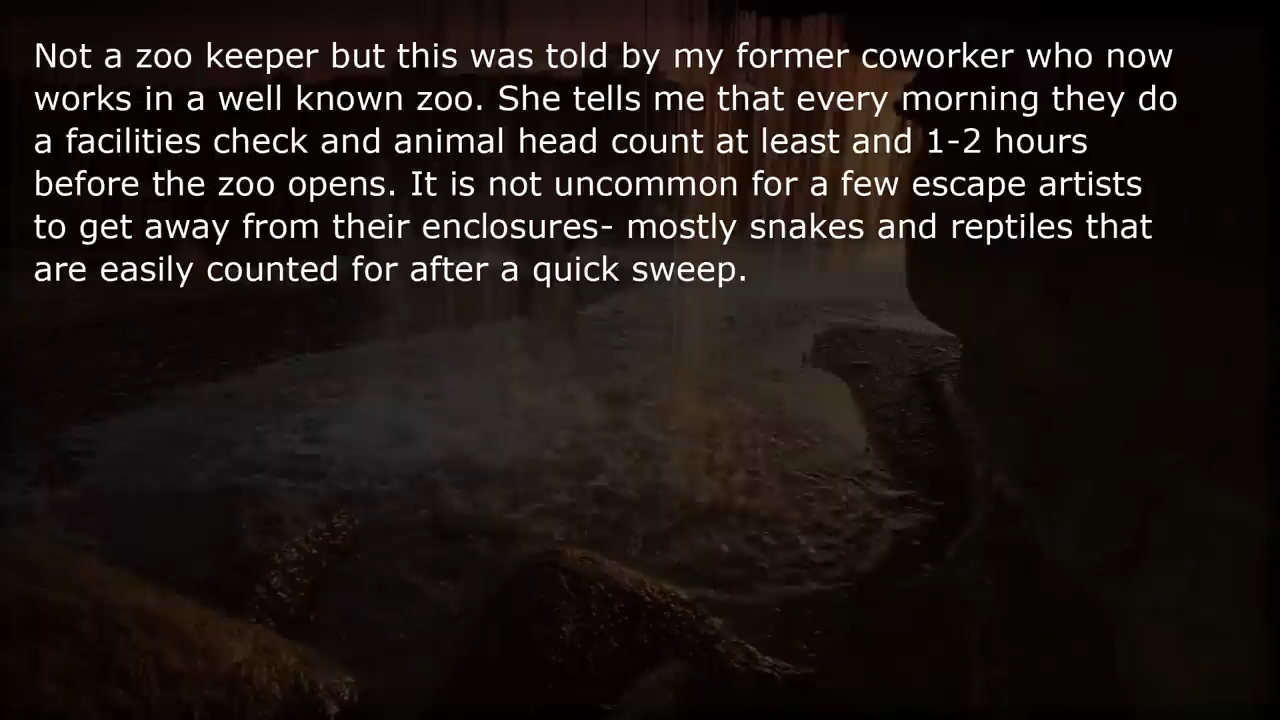 Not a zoo keeper but this was told by my former coworker who now
works in a well known zoo. She tells me that every morning they do
a facilities check and animal head count at least and 1-2 hours
before the zoo opens. It is not uncommon for a few escape artists
to get away from their enclosures- mostly snakes and reptiles that
are easily counted for after a quick sweep.